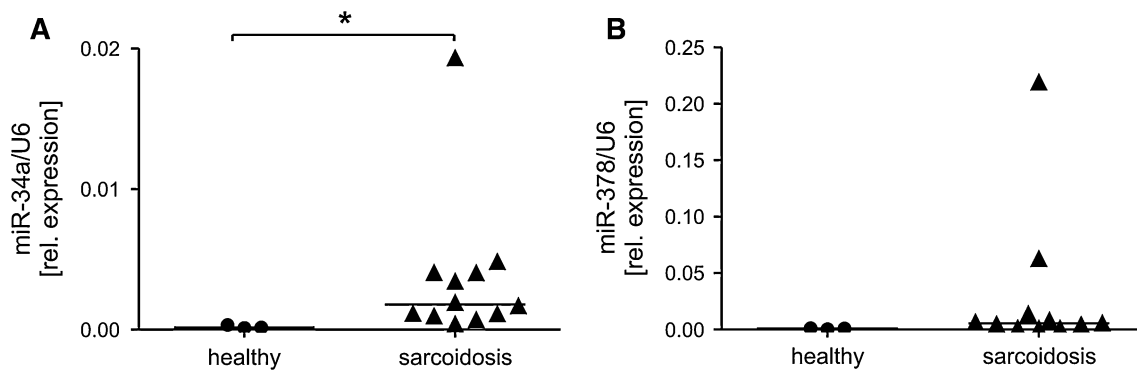 A
*
miR-34a/U6
[rel. expression]
0.02
0.01
0.00
healthy
sarcoidosis
B
miR-378/U6
[rel. expression]
0.25
0.20
0.15
0.10
0.05
0.00
healthy
sarcoidosis